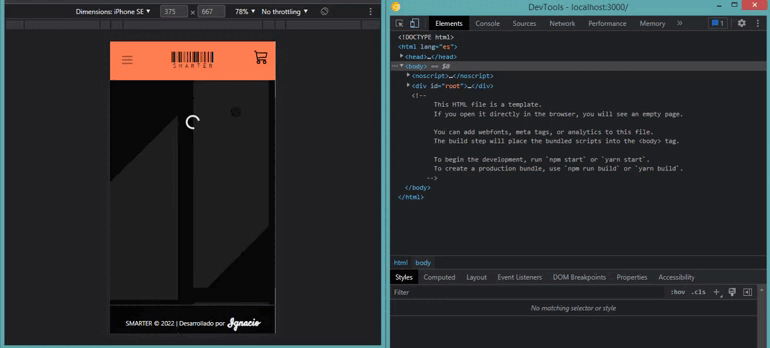 Dimensions: iPhone SE ▼ 375 × 667 78% ▼ No throttling ▼
SMARTER
SMARTER © 2022 | Desarrollado por Ignacio
DevTools - localhost:3000/
Elements Console Sources Network Performance Memory » 1
<!DOCTYPE html>
<html lang="es">
<head>…</head>
<body> == $0
<noscript>…</noscript>
<div id="root">…</div>
<!--
This HTML file is a template.
If you open it directly in the browser, you will see an empty page.
You can add webfonts, meta tags, or analytics to this file.
The build step will place the bundled scripts into the <body> tag.
To begin the development, run `npm start` or `yarn start`.
To create a production bundle, use `npm run build` or `yarn build`.
-->
</body>
</html>
html body
Styles Computed Layout Event Listeners DOM Breakpoints Properties Accessibility
Filter :hov .cls +
No matching selector or style